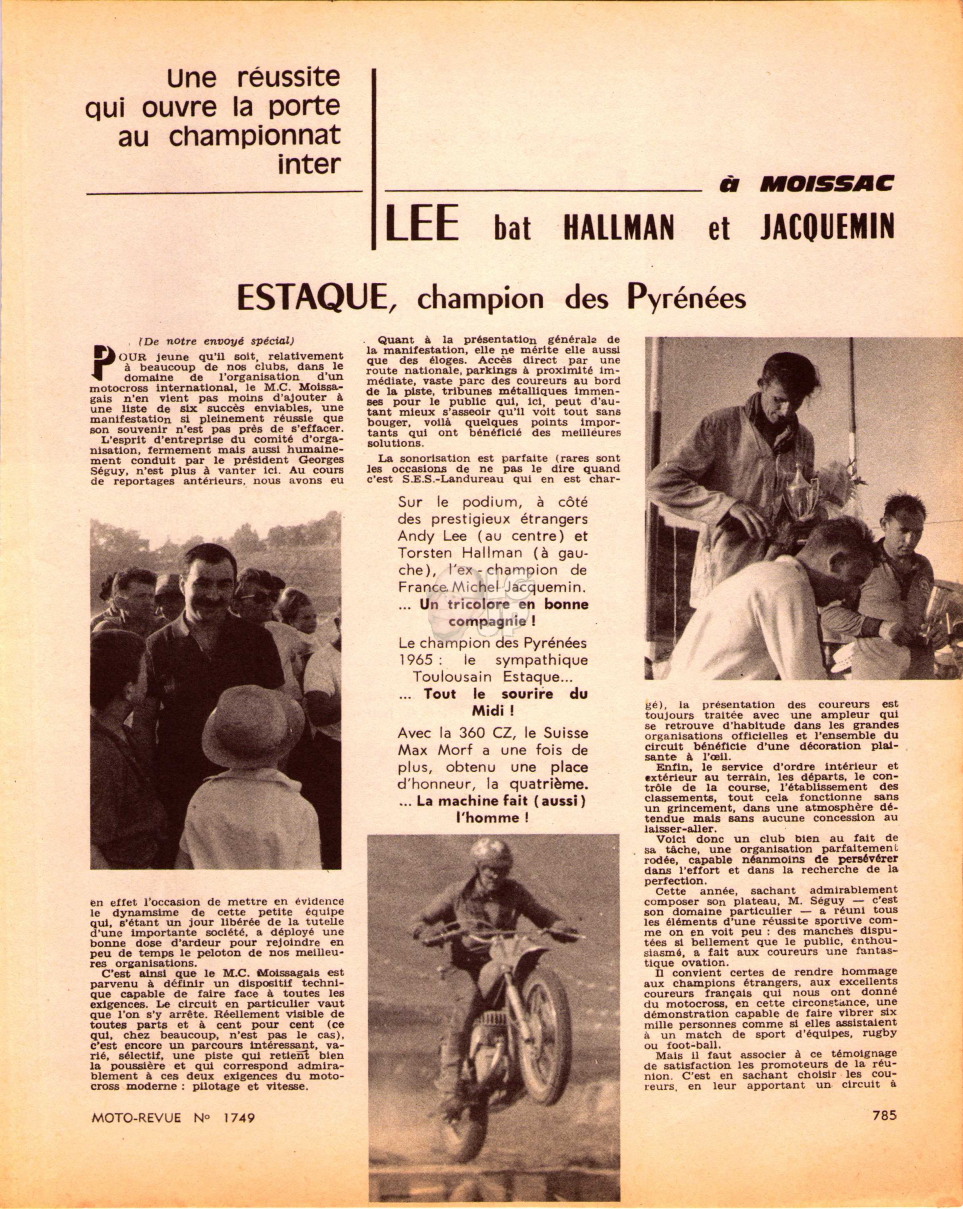 Une réussite
qui ouvre la porte
au championnat
inter
à MOISSAC
LEE bat HALLMAN et JACQUEMIN
ESTAQUE, champion des Pyrénées
(De notre envoyé spécial)
POUR jeune qu'il soit, relativement
à beaucoup de nos clubs, dans le
domaine de l'organisation d'un
motocross international, le M.C. Moissa-
gais n'en vient pas moins d'ajouter à
une liste de six succès enviables, une
manifestation si pleinement réussie que
son souvenir n'est pas près de s'effacer.
L'esprit d'entreprise du comité d'orga-
nisation, fermement mais aussi humaine-
ment conduit par le président Georges
Séguy, n'est plus à vanter ici. Au cours
de reportages antérieurs, nous avons eu
en effet l'occasion de mettre en évidence
le dynamsime de cette petite équipe
qui, s'étant un jour libérée de la tutelle
d'une importante société, a déployé une
bonne dose d'ardeur pour rejoindre en
peu de temps le peloton de nos meilleu-
res organisations.
C'est ainsi que le M.C. Moissagais est
parvenu à définir un dispositif techni-
que capable de faire face à toutes les
exigences. Le circuit en particulier vaut
que l'on s'y arrête. Réellement visible de
toutes parts et à cent pour cent (ce
qui, chez beaucoup, n'est pas le cas),
c'est encore un parcours intéressant, va-
rié, sélectif, une piste qui retient bien
la poussière et qui correspond admira-
blement à ces deux exigences du moto-
cross moderne : pilotage et vitesse.
Quant à la présentation générale de
la manifestation, elle ne mérite elle aussi
que des éloges. Accès direct par une
route nationale, parkings à proximité im-
médiate, vaste parc des coureurs au bord
de la piste, tribunes métalliques immen-
ses pour le public qui, ici, peut d'au-
tant mieux s'asseoir qu'il voit tout sans
bouger, voilà quelques points impor-
tants qui ont bénéficié des meilleures
solutions.
La sonorisation est parfaite (rares sont
les occasions de ne pas le dire quand
c'est S.E.S.-Landureau qui en est char-
Sur le podium, à côté
des prestigieux étrangers
Andy Lee (au centre) et
Torsten Hallman (à gau-
che), l'ex-champion de
France Michel Jacquemin.
... Un tricolore en bonne
compagnie !
Le champion des Pyrénées
1965 : le sympathique
Toulousain Estaque...
... Tout le sourire du
Midi !
Avec la 360 CZ, le Suisse
Max Morf a une fois de
plus, obtenu une place
d'honneur, la quatrième.
... La machine fait (aussi)
l'homme !
gé), la présentation des coureurs est
toujours traitée avec une ampleur qui
se retrouve d'habitude dans les grandes
organisations officielles et l'ensemble du
circuit bénéficie d'une décoration plai-
sante à l'œil.
Enfin, le service d'ordre intérieur et
extérieur au terrain, les départs, le con-
trôle de la course, l'établissement des
classements, tout cela fonctionne sans
un grincement, dans une atmosphère dé-
tendue mais sans aucune concession au
laisser-aller.
Voici donc un club bien au fait de
sa tâche, une organisation parfaitement
rodée, capable néanmoins de persévérer
dans l'effort et dans la recherche de la
perfection.
Cette année, sachant admirablement
composer son plateau, M. Séguy — c'est
son domaine particulier — a réuni tous
les éléments d'une réussite sportive com-
me on en voit peu : des manches dispu-
tées si bellement que le public, enthou-
siasmé, a fait aux coureurs une fantas-
tique ovation.
Il convient certes de rendre hommage
aux champions étrangers, aux excellents
coureurs français qui nous ont donné
du motocross, en cette circonstance, une
démonstration capable de faire vibrer six
mille personnes comme si elles assistaient
à un match de sport d'équipes, rugby
ou foot-ball.
Mais il faut associer à ce témoignage
de satisfaction les promoteurs de la réu-
nion. C'est en sachant choisir les cou-
reurs, en leur apportant un circuit à
MOTO-REVUE Nº 1749
785